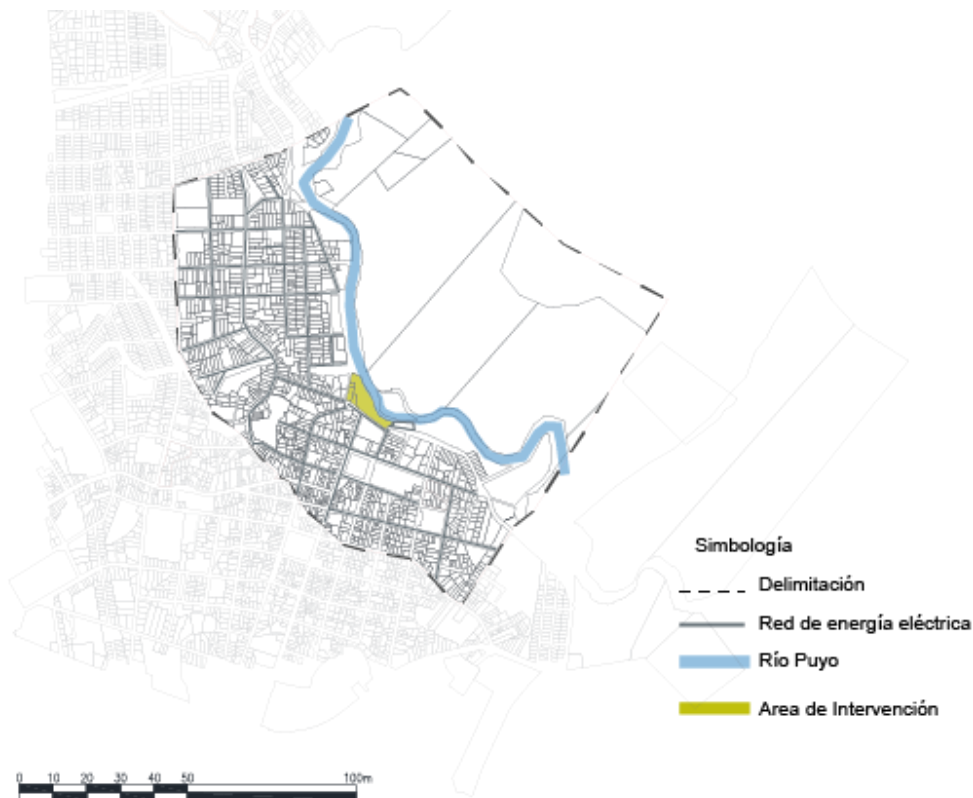 Simbología
Delimitación
Red de energía eléctrica
Río Puyo
Area de Intervención
0 10 20 30 40 50 100m